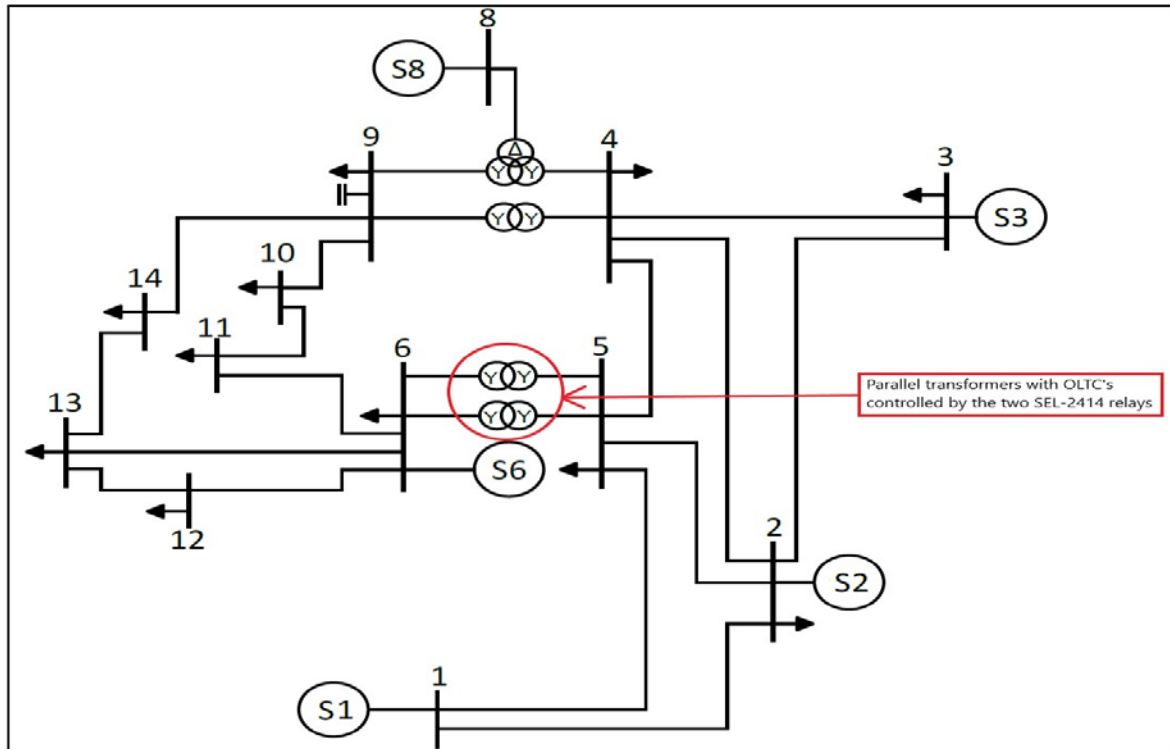 8
S8
9
4
3
Δ
Y Y
S3
Y Y
10
14
11
6
5
Y Y
Parallel transformers with OLTC's
controlled by the two SEL-2414 relays
13
Y Y
S6
12
2
S2
1
S1